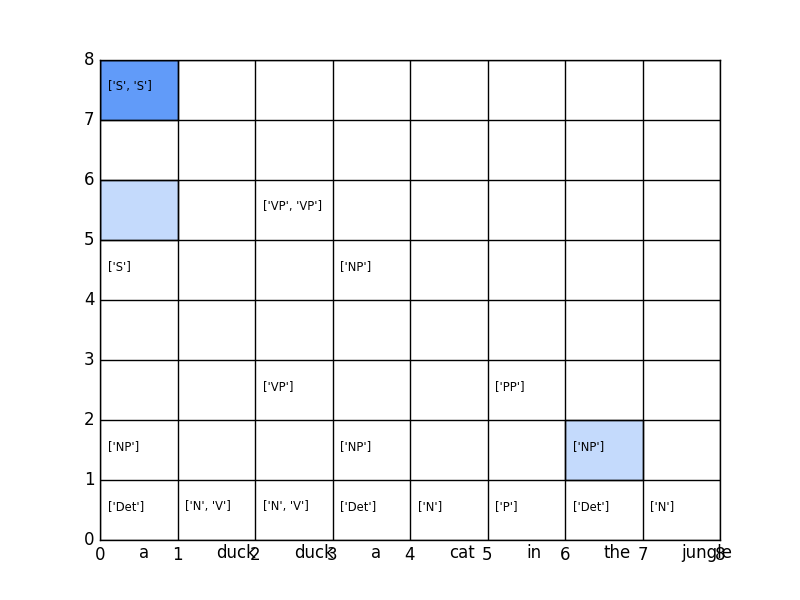 8
['S', 'S']
7
6
['VP', 'VP']
5
['S'] ['NP']
4
3
['VP'] ['PP']
2
['NP'] ['NP'] ['NP']
1
['Det'] ['N', 'V'] ['N', 'V'] ['Det'] ['N'] ['P'] ['Det'] ['N']
0
0 1 2 3 4 5 6 7 8
a duck duck a cat in the jungle